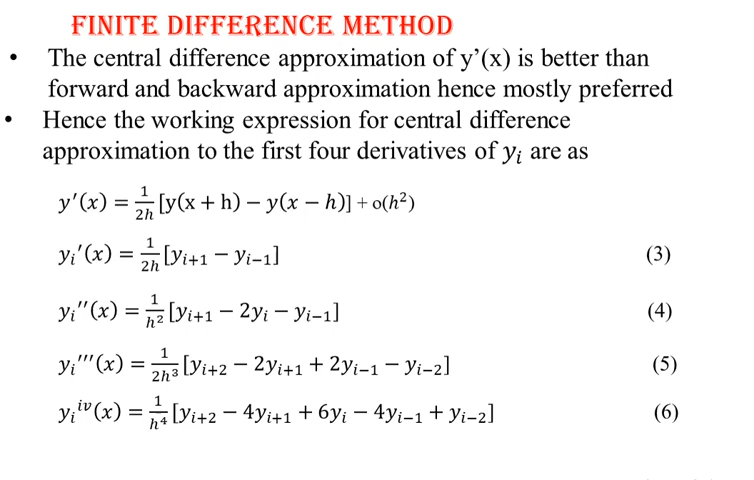 FINITE DIFFERENCE METHOD
• The central difference approximation of y’(x) is better than
forward and backward approximation hence mostly preferred
• Hence the working expression for central difference
approximation to the first four derivatives of yᵢ are as
y′(x) = 1/2h [y(x + h) − y(x − h)] + o(h²)
yᵢ′(x) = 1/2h [yᵢ₊₁ − yᵢ₋₁] (3)
yᵢ′′(x) = 1/h² [yᵢ₊₁ − 2yᵢ − yᵢ₋₁] (4)
yᵢ′′′(x) = 1/2h³ [yᵢ₊₂ − 2yᵢ₊₁ + 2yᵢ₋₁ − yᵢ₋₂] (5)
yᵢⁱᵛ(x) = 1/h⁴ [yᵢ₊₂ − 4yᵢ₊₁ + 6yᵢ − 4yᵢ₋₁ + yᵢ₋₂] (6)